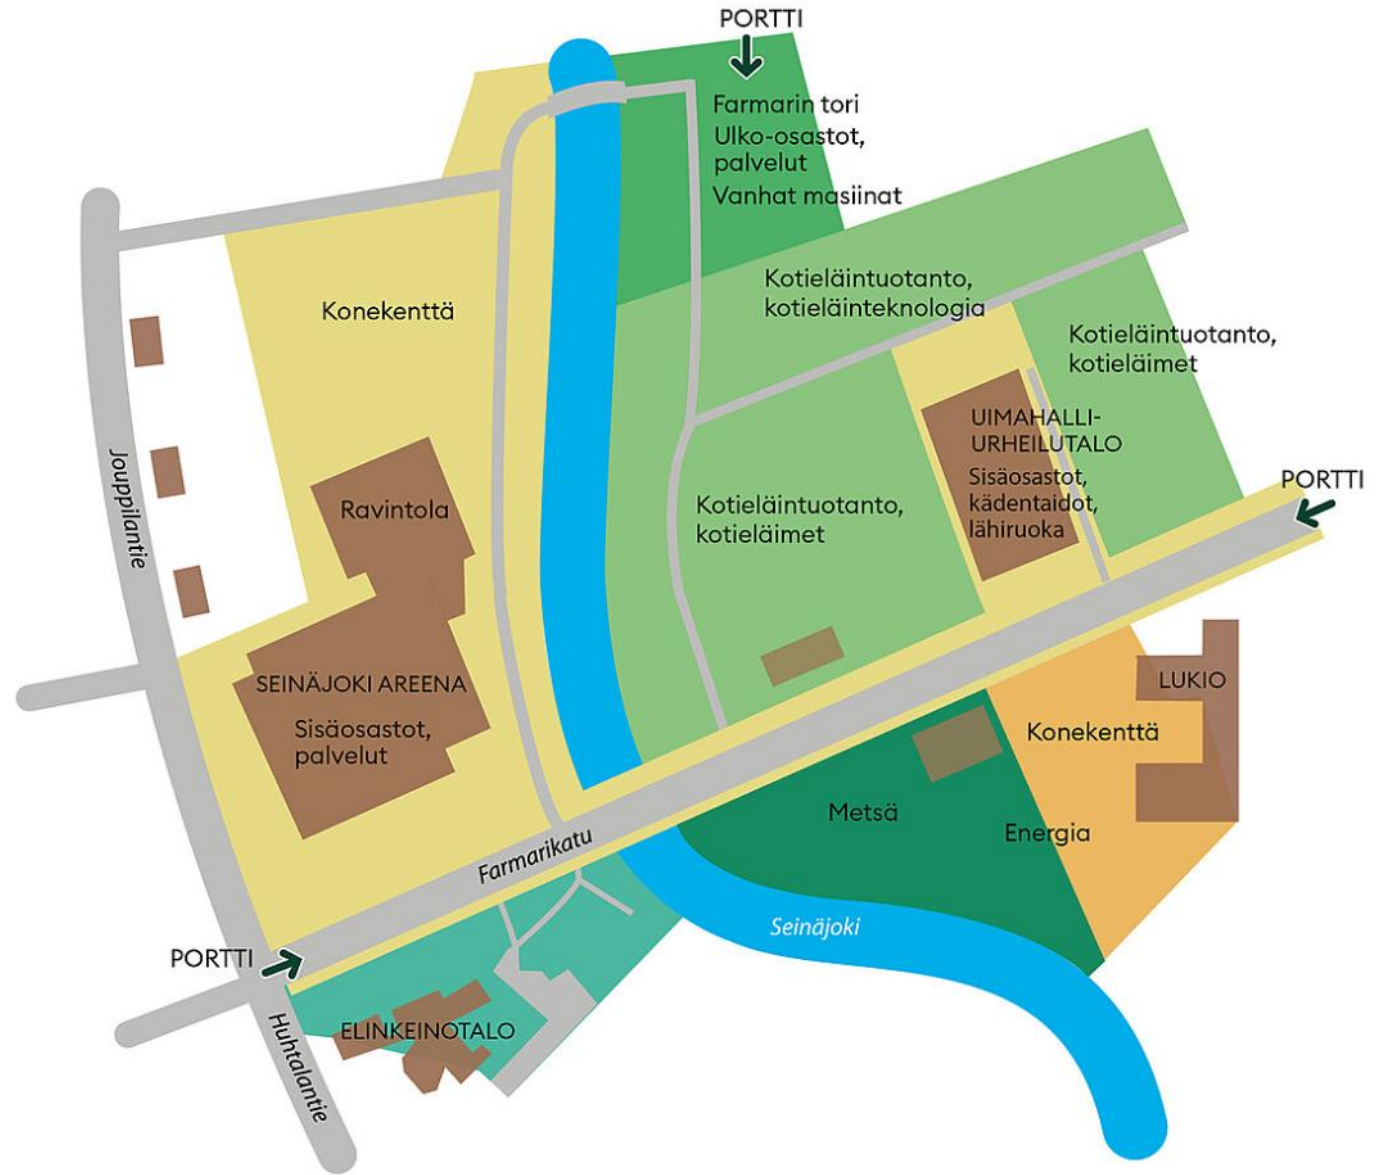 PORTTI
Farmarin tori
Ulko-osastot,
palvelut
Vanhat masiinat
Kotieläintuotanto,
kotieläinteknologia
Konekenttä
Kotieläintuotanto,
kotieläimet
UIMAHALLI-
URHEILUTALO
Sisäosastot,
kädentaidot,
lähiruoka
PORTTI
Jouppilantie
Ravintola
Kotieläintuotanto,
kotieläimet
SEINÄJOKI AREENA
Sisäosastot,
palvelut
LUKIO
Konekenttä
Metsä
Energia
Farmarikatu
Seinäjoki
PORTTI
ELINKEINOTALO
Huhtalantie